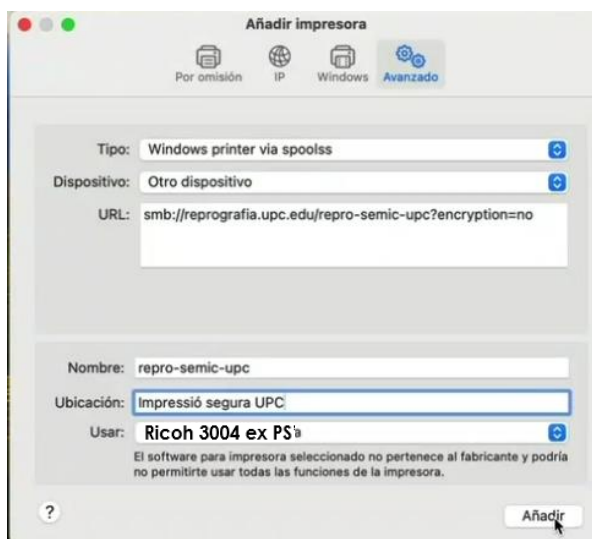 Añadir impresora
Por omisión IP Windows Avanzado
Tipo: Windows printer via spoolss
Dispositivo: Otro dispositivo
URL: smb://reprografia.upc.edu/repro-semic-upc?encryption=no
Nombre: repro-semic-upc
Ubicación: Impressió segura UPC
Usar: Ricoh 3004 ex PS
El software para impresora seleccionado no pertenece al fabricante y podría
no permitirte usar todas las funciones de la impresora.
? Añadir